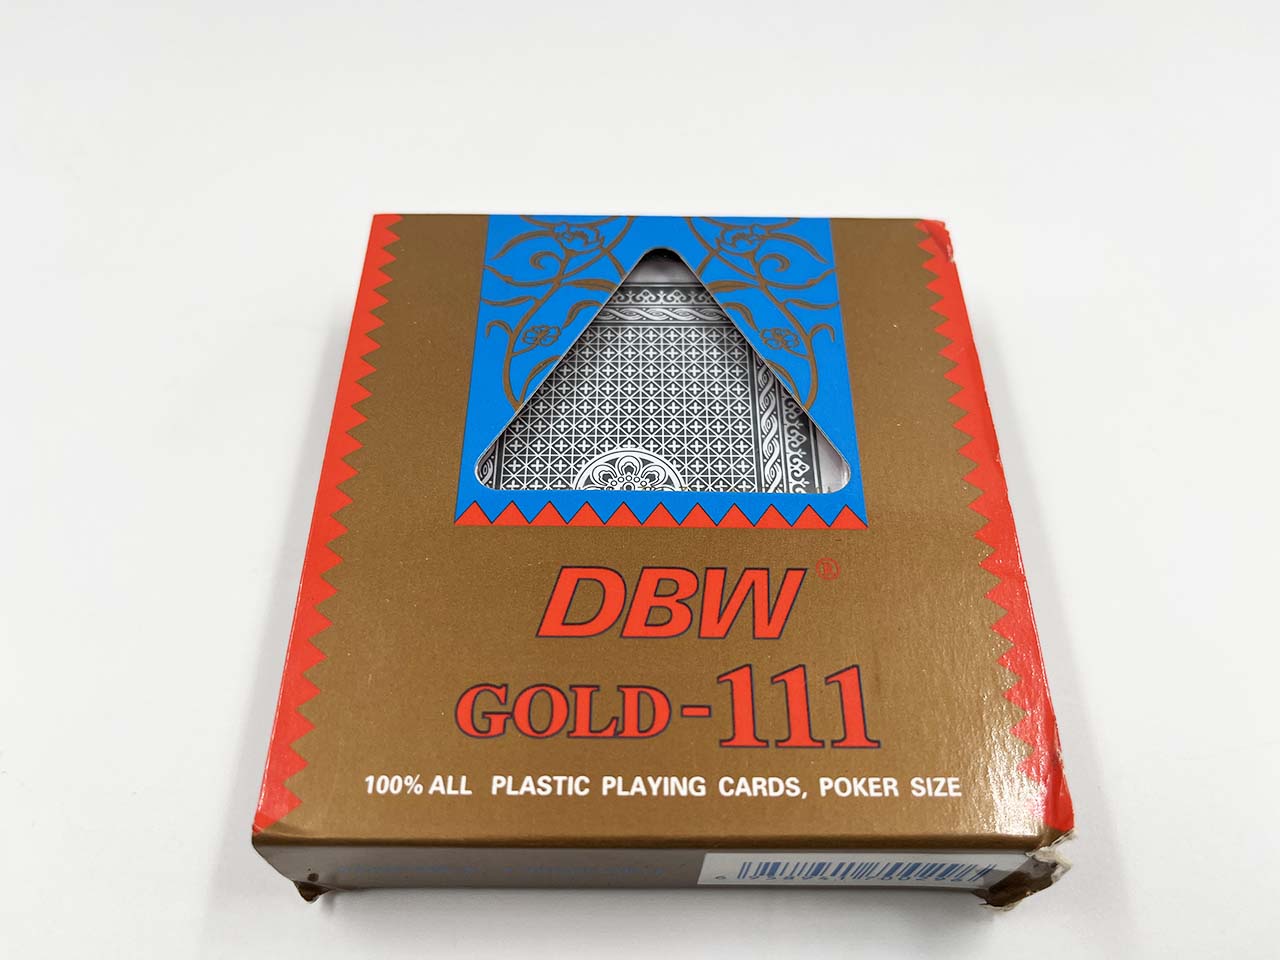 DBW®
GOLD-111
100% ALL PLASTIC PLAYING CARDS, POKER SIZE